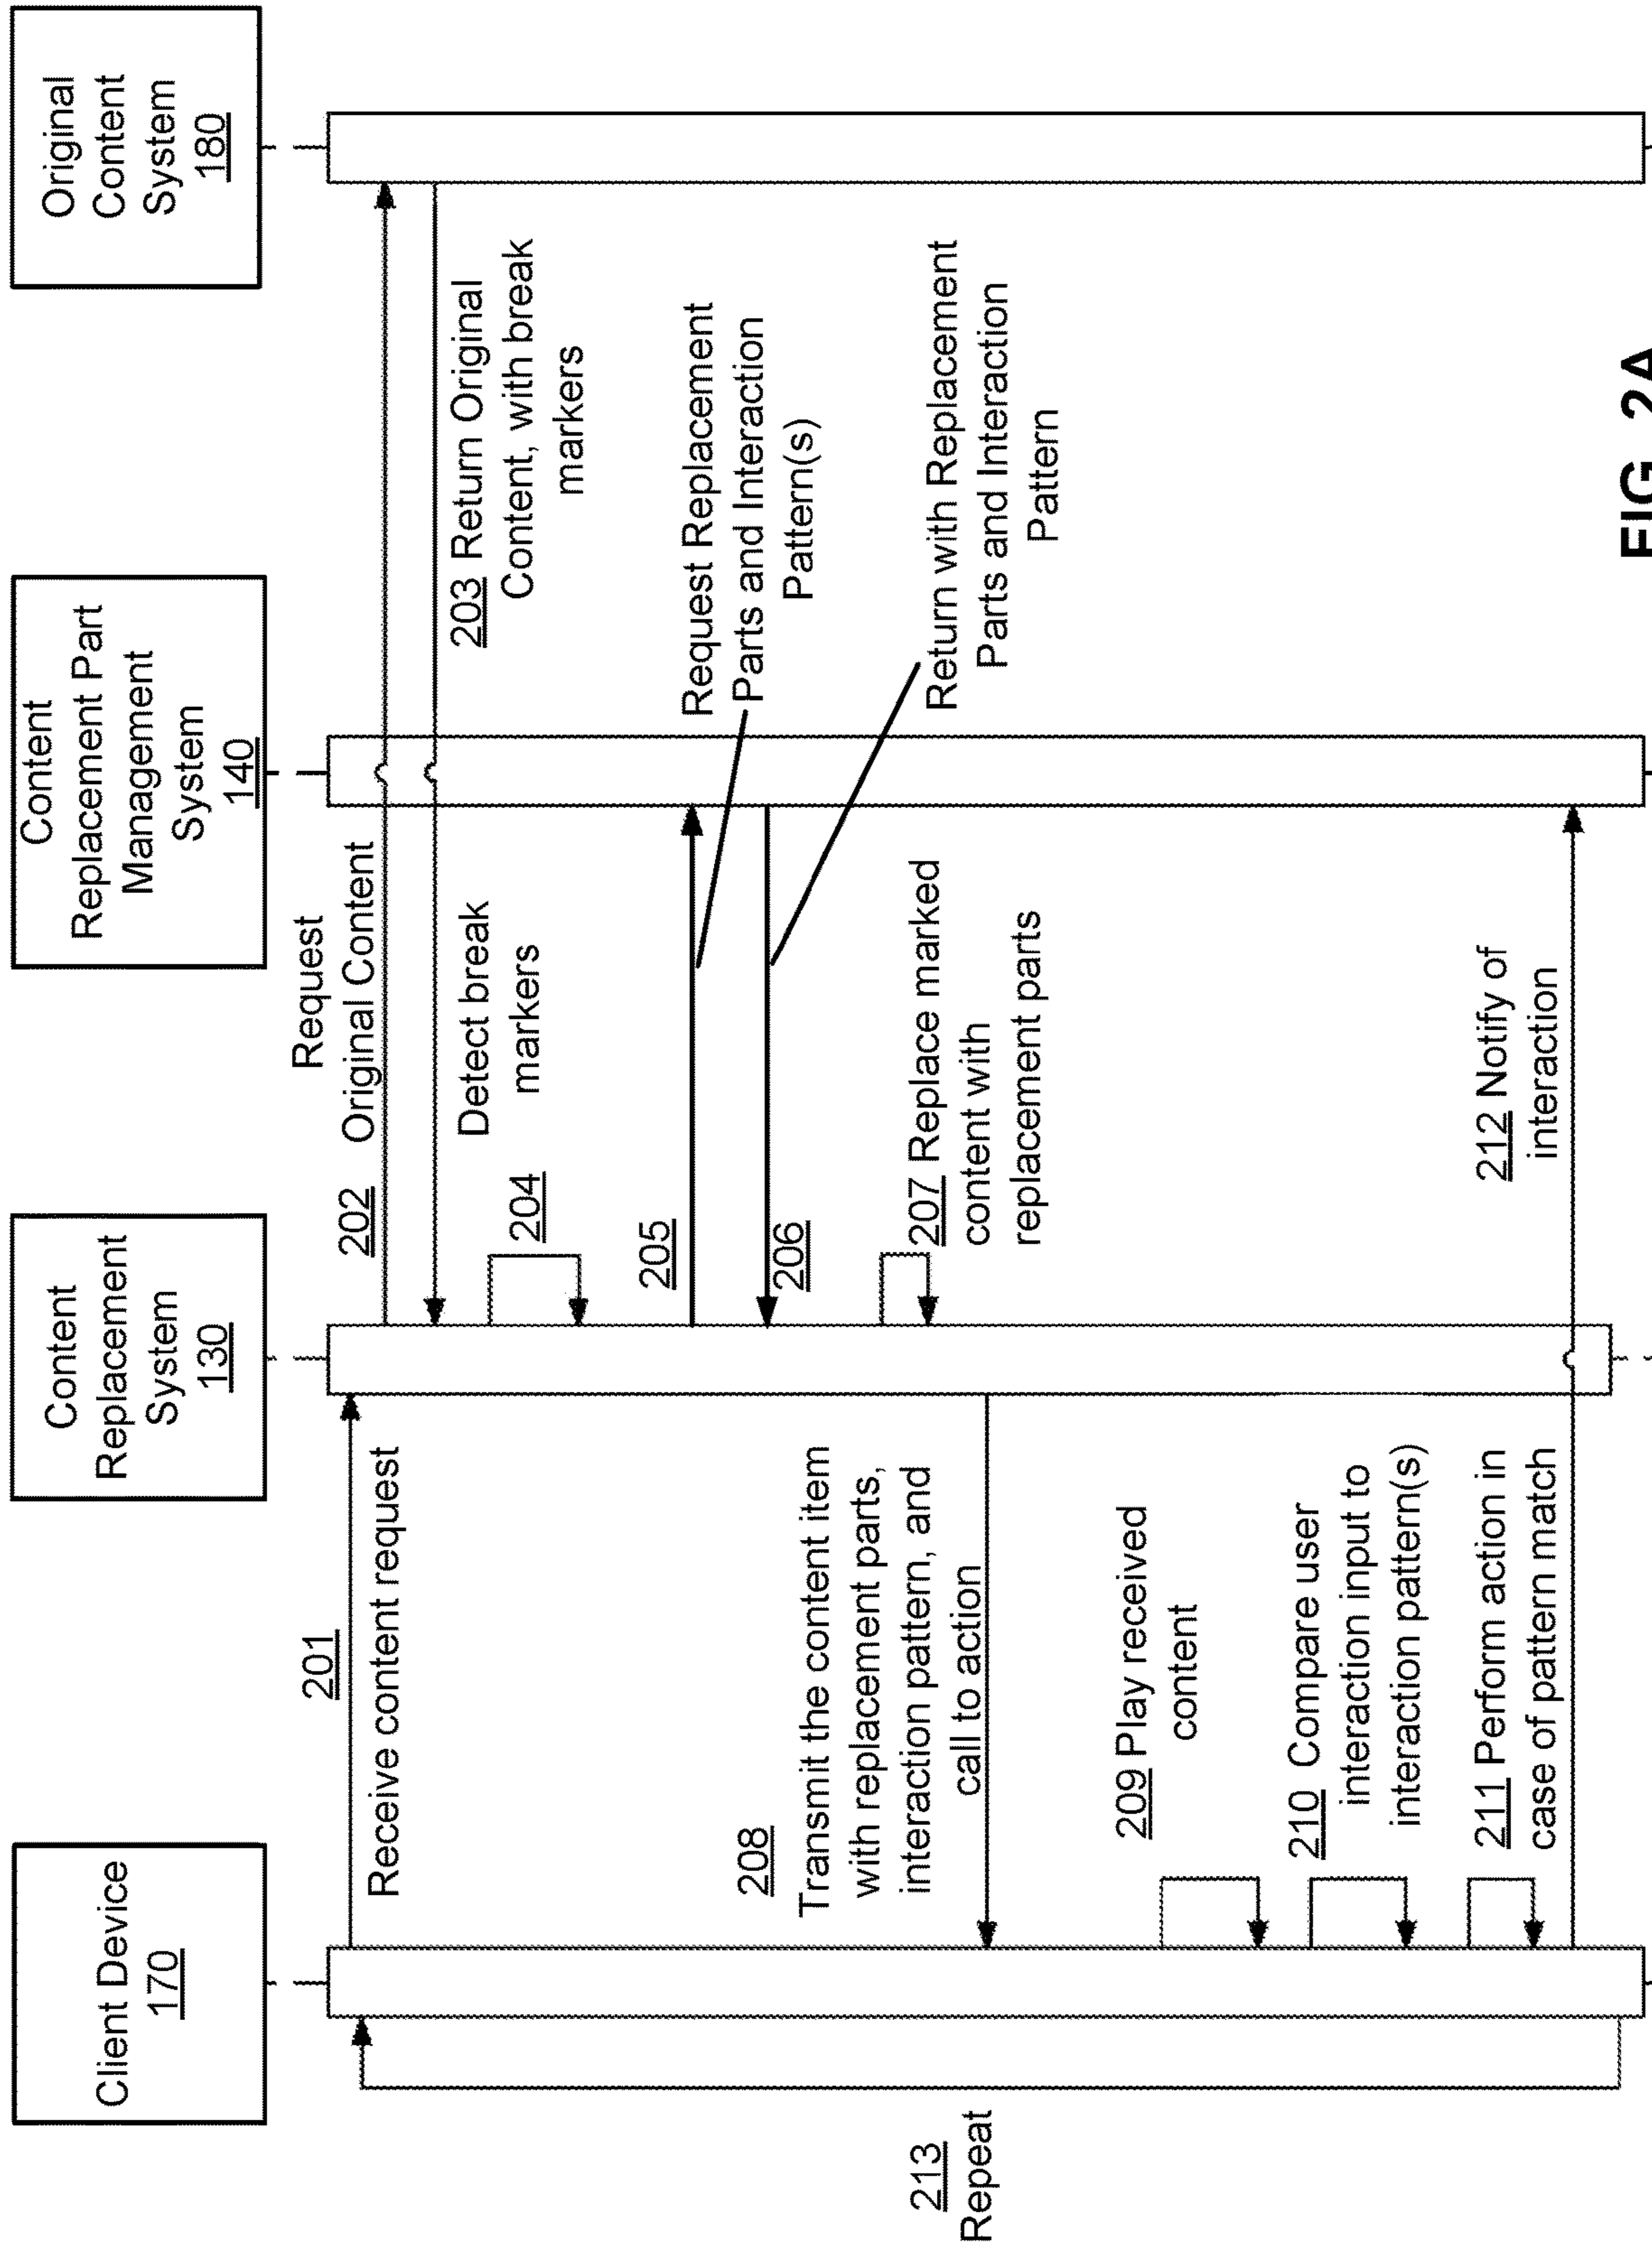 Client Device
170
Content
Replacement
System
130
Content
Replacement Part
Management
System
140
Original
Content
System
180
201
Receive content request
202
Request
Original Content
203 Return Original
Content, with break
markers
Detect break
markers
204
205
Request Replacement
Parts and Interaction
Pattern(s)
206
Return with Replacement
Parts and Interaction
Pattern
207 Replace marked
content with
replacement parts
208
Transmit the content item
with replacement parts,
interaction pattern, and
call to action
209 Play received
content
210 Compare user
interaction input to
interaction pattern(s)
211 Perform action in
case of pattern match
212 Notify of
interaction
213
Repeat
FIG. 2A